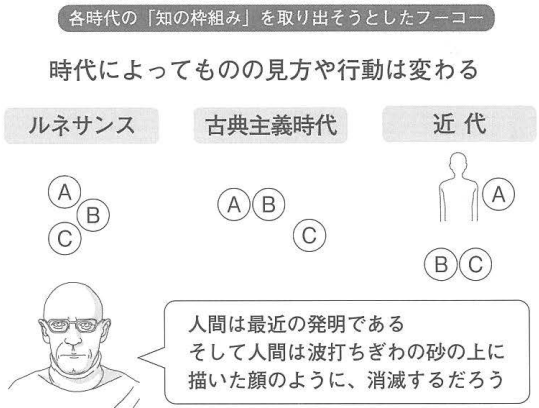 各時代の「知の枠組み」を取り出そうとしたフーコー
時代によってものの見方や行動は変わる
ルネサンス
古典主義時代
近代
A
B
C
A B
C
A
B C
人間は最近の発明である
そして人間は波打ちぎわの砂の上に
描いた顔のように、消滅するだろう